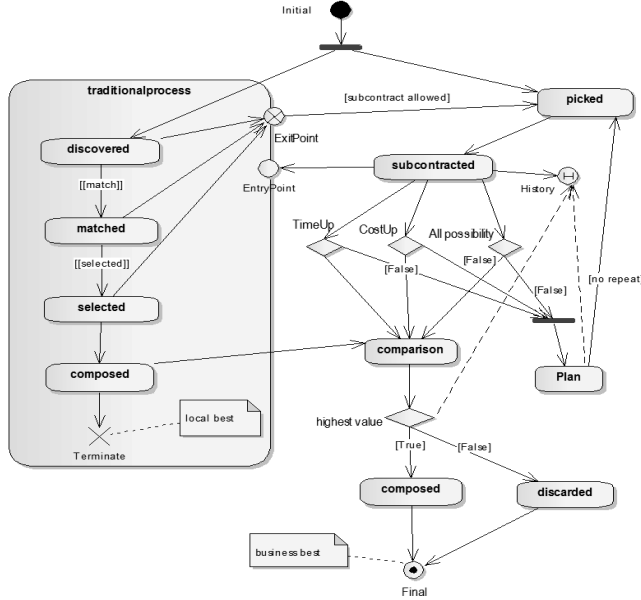 Initial
traditionalprocess
[subcontract allowed]
picked
ExitPoint
discovered
subcontracted
EntryPoint
History
[[match]]
matched
TimeUp
CostUp
All possibility
[False]
[False]
[False]
[no repeat]
[[selected]]
selected
comparison
composed
Plan
local best
highest value
Terminate
[True]
[False]
composed
discarded
business best
Final